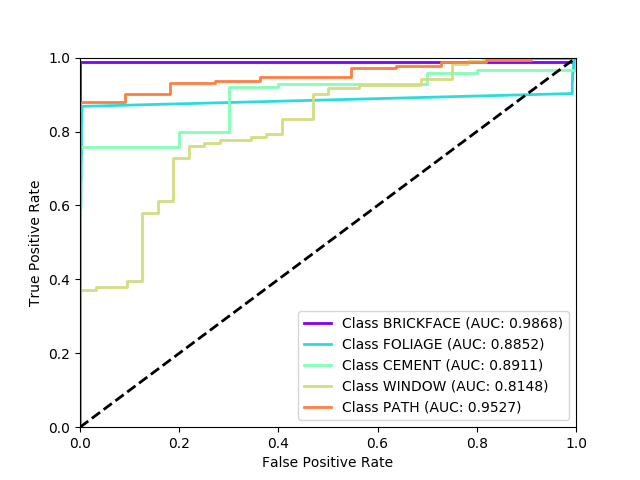 1.0
0.8
0.6
0.4
0.2
0.0
True Positive Rate
Class BRICKFACE (AUC: 0.9868)
Class FOLIAGE (AUC: 0.8852)
Class CEMENT (AUC: 0.8911)
Class WINDOW (AUC: 0.8148)
Class PATH (AUC: 0.9527)
0.0 0.2 0.4 0.6 0.8 1.0
False Positive Rate